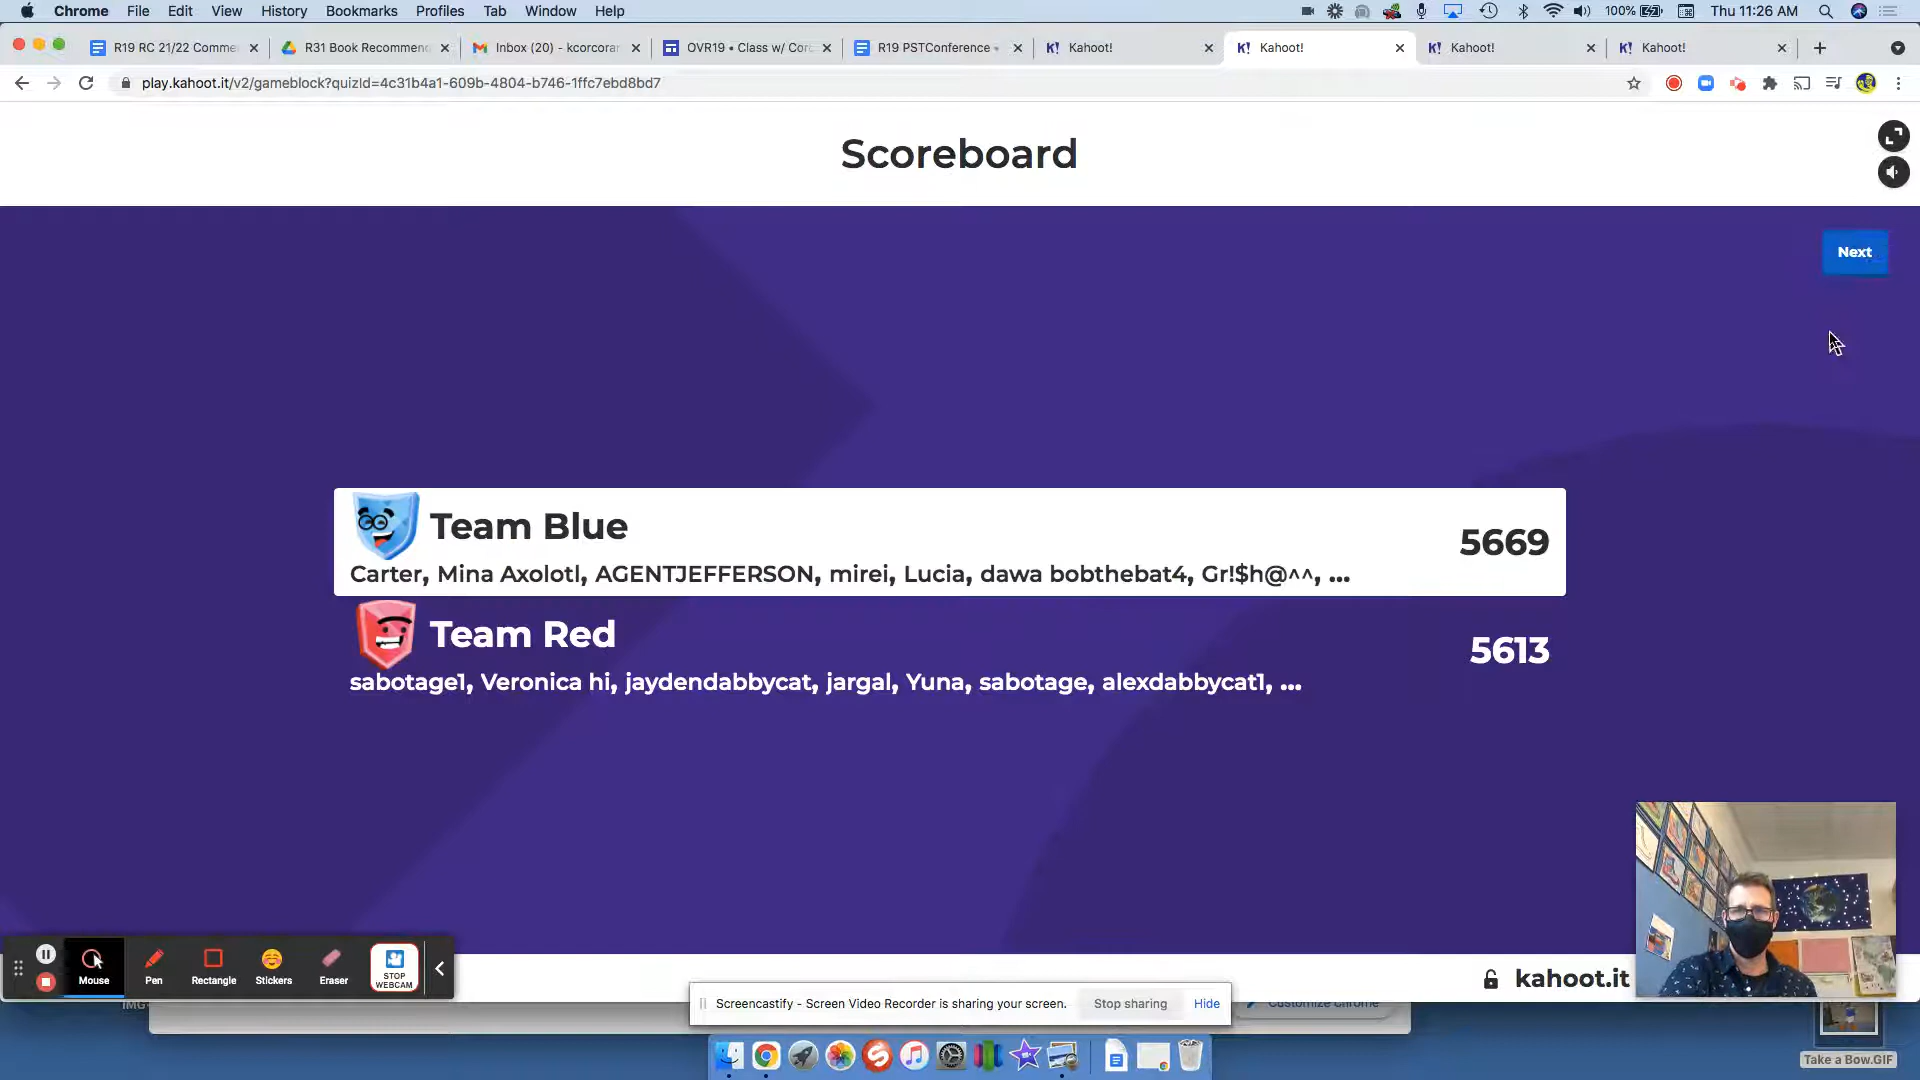 Chrome File Edit View History Bookmarks Profiles Tab Window Help 100% Thu 11:26 AM
R19 RC 21/22 Comme R31 Book Recommen Inbox (20) - kcorcorar OVR19 • Class w/ Corc R19 PSTConference Kahoot! Kahoot! Kahoot! Kahoot!
play.kahoot.it/v2/gameblock?quizId=4c31b4a1-609b-4804-b746-1ffc7ebd8bd7
Scoreboard
Next
Team Blue 5669
Carter, Mina Axolotl, AGENTJEFFERSON, mirei, Lucia, dawa bobthebat4, Gr!$h@^^, ...
Team Red 5613
sabotage1, Veronica hi, jaydendabbycat, jargal, Yuna, sabotage, alexdabbycat1, ...
Mouse Pen Rectangle Stickers Eraser STOP WEBCAM
kahoot.it
Screencastify - Screen Video Recorder is sharing your screen. Stop sharing Hide
Customize Chrome
IMG
Take a Bow.GIF